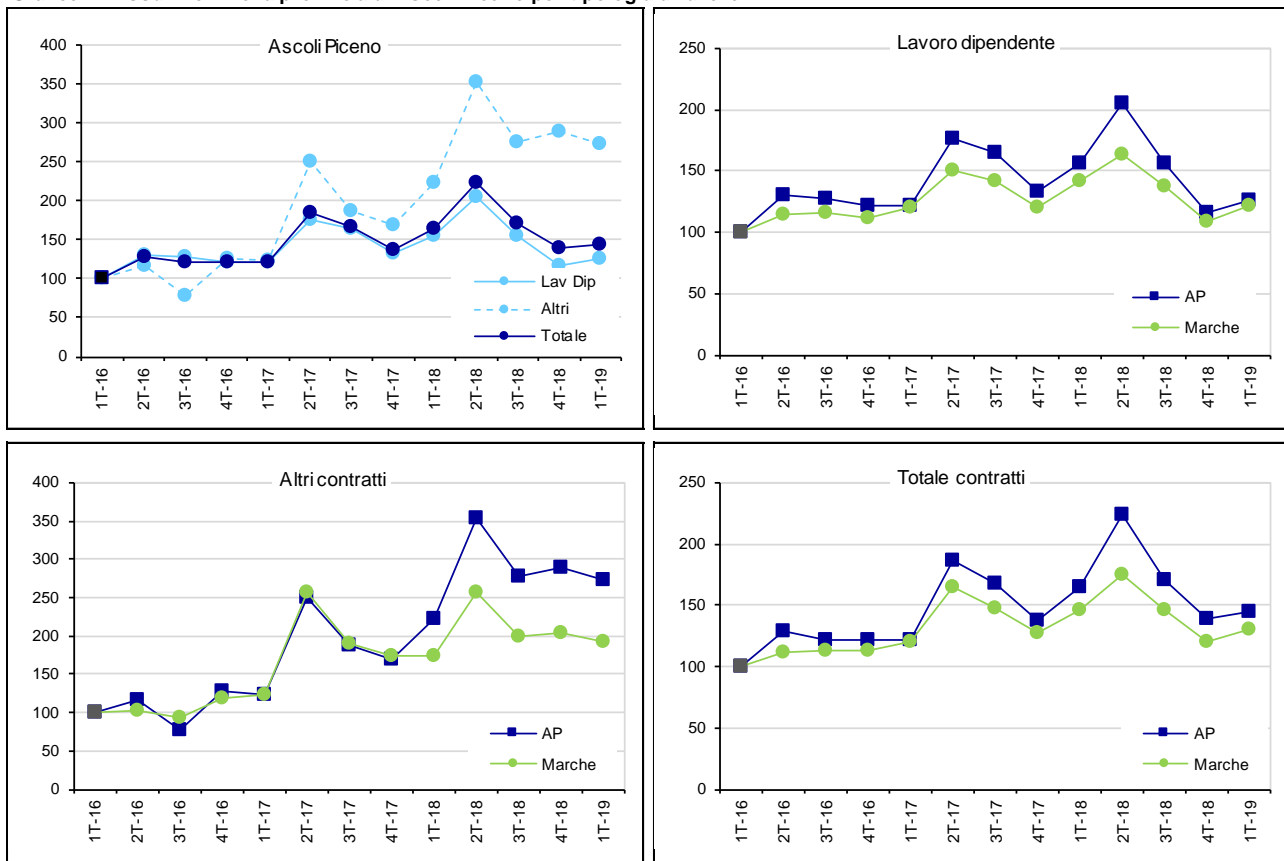 Ascoli Piceno
400
350
300
250
200
150
100
50
0
1T-16
2T-16
3T-16
4T-16
1T-17
2T-17
3T-17
4T-17
1T-18
2T-18
3T-18
4T-18
1T-19
Lav Dip
Altri
Totale
Lavoro dipendente
250
200
150
100
50
0
1T-16
2T-16
3T-16
4T-16
1T-17
2T-17
3T-17
4T-17
1T-18
2T-18
3T-18
4T-18
1T-19
AP
Marche
Altri contratti
400
350
300
250
200
150
100
50
0
1T-16
2T-16
3T-16
4T-16
1T-17
2T-17
3T-17
4T-17
1T-18
2T-18
3T-18
4T-18
1T-19
AP
Marche
Totale contratti
250
200
150
100
50
0
1T-16
2T-16
3T-16
4T-16
1T-17
2T-17
3T-17
4T-17
1T-18
2T-18
3T-18
4T-18
1T-19
AP
Marche